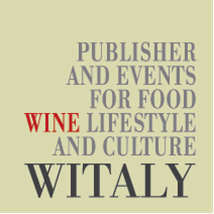 PUBLISHER
AND EVENTS
FOR FOOD
WINE LIFESTYLE
AND CULTURE
WITALY